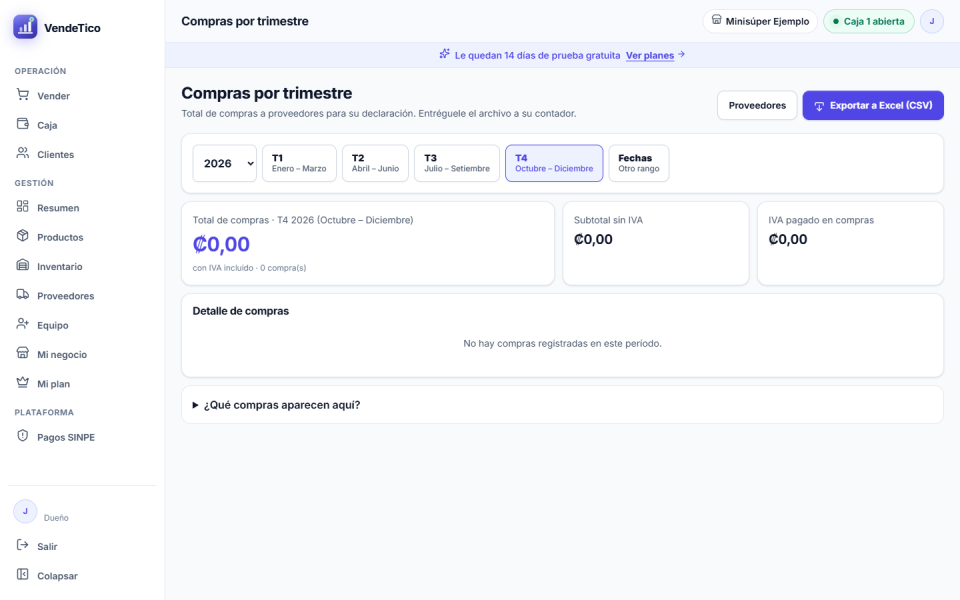 VendeTico
OPERACIÓN
Vender
Caja
Clientes
GESTIÓN
Resumen
Productos
Inventario
Proveedores
Equipo
Mi negocio
Mi plan
PLATAFORMA
Pagos SINPE
J
Dueño
Salir
Colapsar
Compras por trimestre
Minisúper Ejemplo
Caja 1 abierta
J
Le quedan 14 días de prueba gratuita Ver planes →
Compras por trimestre
Total de compras a proveedores para su declaración. Entréguele el archivo a su contador.
Proveedores
Exportar a Excel (CSV)
2026
T1
Enero – Marzo
T2
Abril – Junio
T3
Julio – Setiembre
T4
Octubre – Diciembre
Fechas
Otro rango
Total de compras · T4 2026 (Octubre – Diciembre)
₡0,00
con IVA incluido · 0 compra(s)
Subtotal sin IVA
₡0,00
IVA pagado en compras
₡0,00
Detalle de compras
No hay compras registradas en este período.
¿Qué compras aparecen aquí?